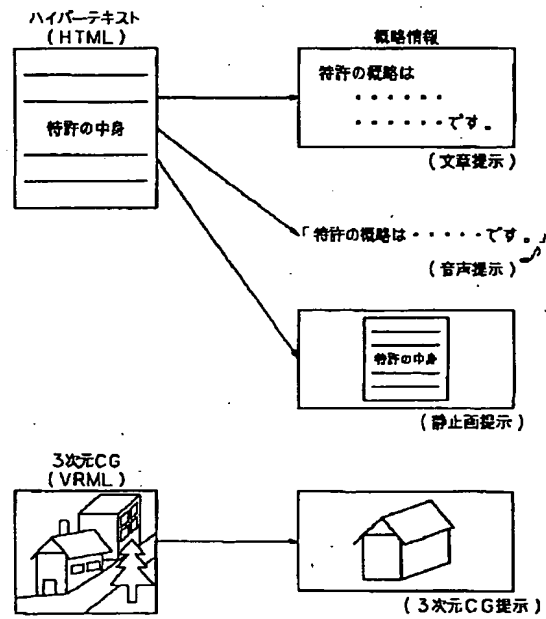 ハイパーテキスト
(HTML)
特許の中身
概略情報
特許の概略は
・・・・・・
・・・・・・です。
(文章提示)
「特許の概略は・・・・・です。」
(音声提示)
特許の中身
(静止画提示)
3次元CG
(VRML)
(3次元CG提示)